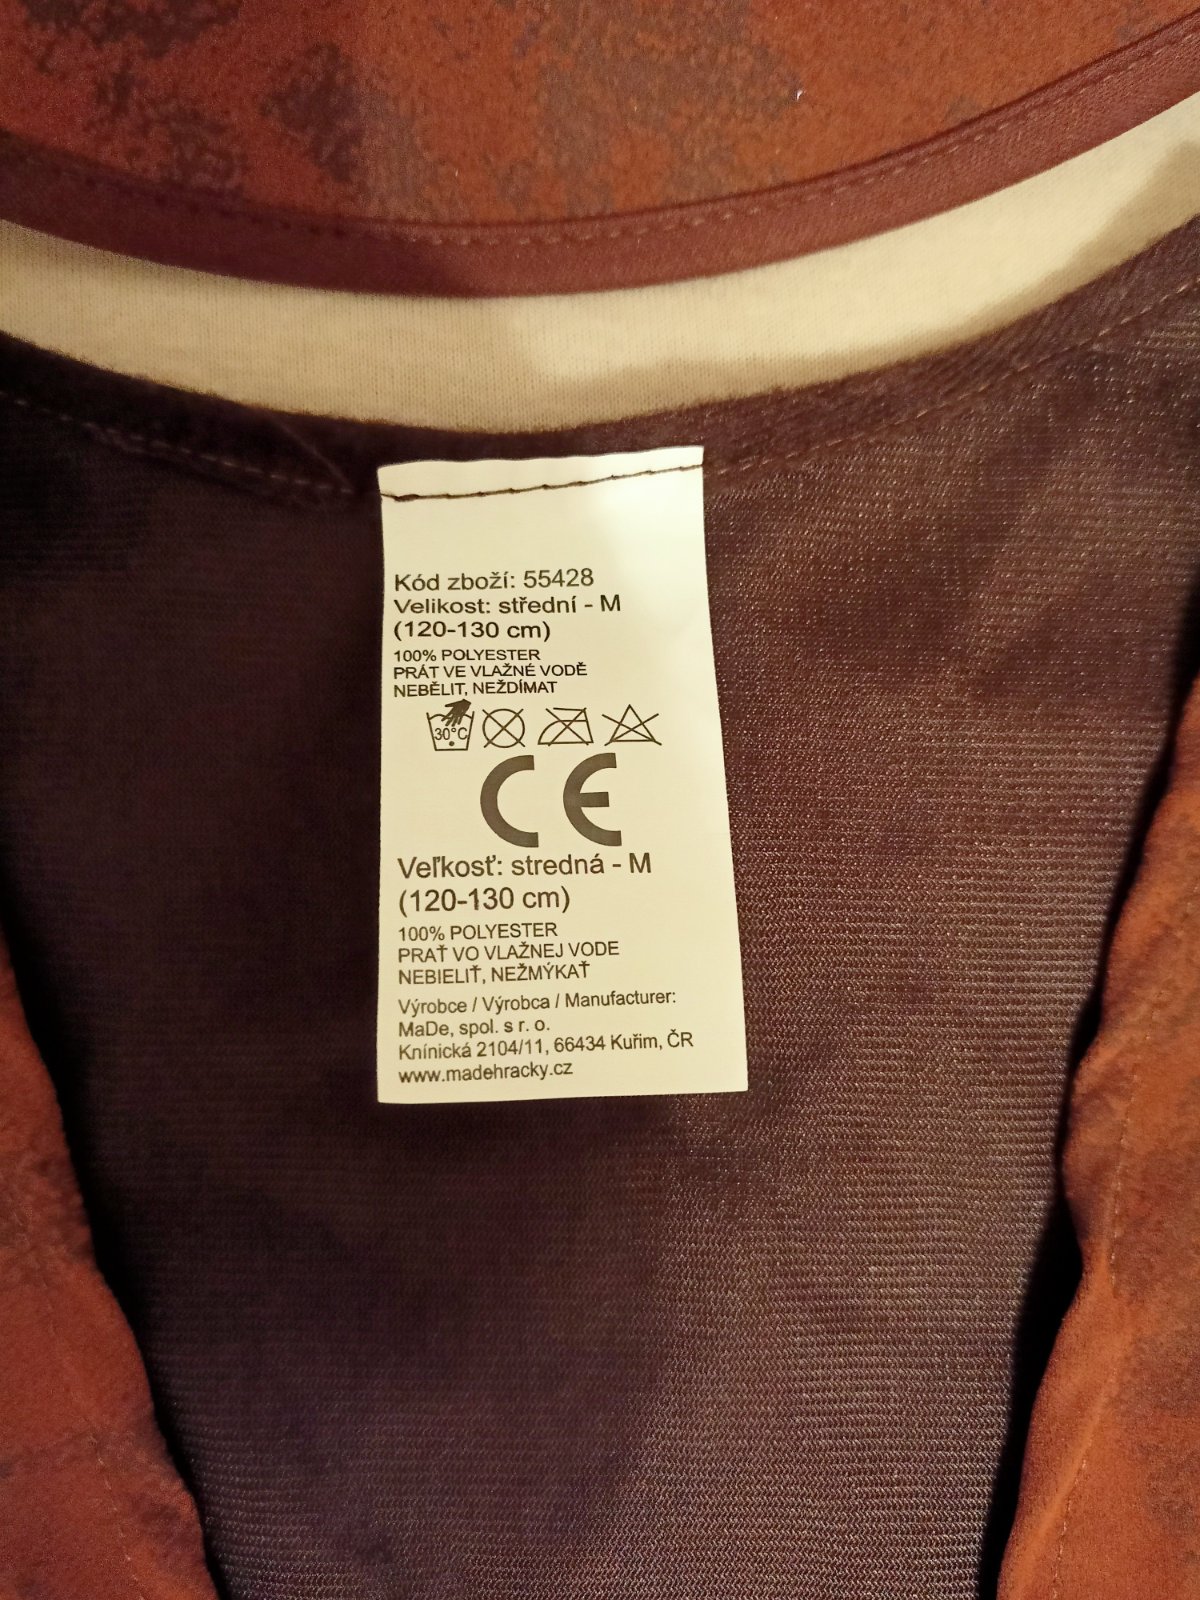 Kód zboží: 55428
Velikost: střední - M
(120-130 cm)
100% POLYESTER
PRÁT VE VLAŽNÉ VODĚ
NEBĚLIT, NEŽDÍMAT
30°C
CE
Veľkosť: stredná - M
(120-130 cm)
100% POLYESTER
PRAŤ VO VLAŽNEJ VODE
NEBIELIŤ, NEŽMÝKAŤ
Výrobce / Výrobca / Manufacturer:
MaDe, spol. s r. o.
Knínická 2104/11, 66434 Kuřim, ČR
www.madehracky.cz